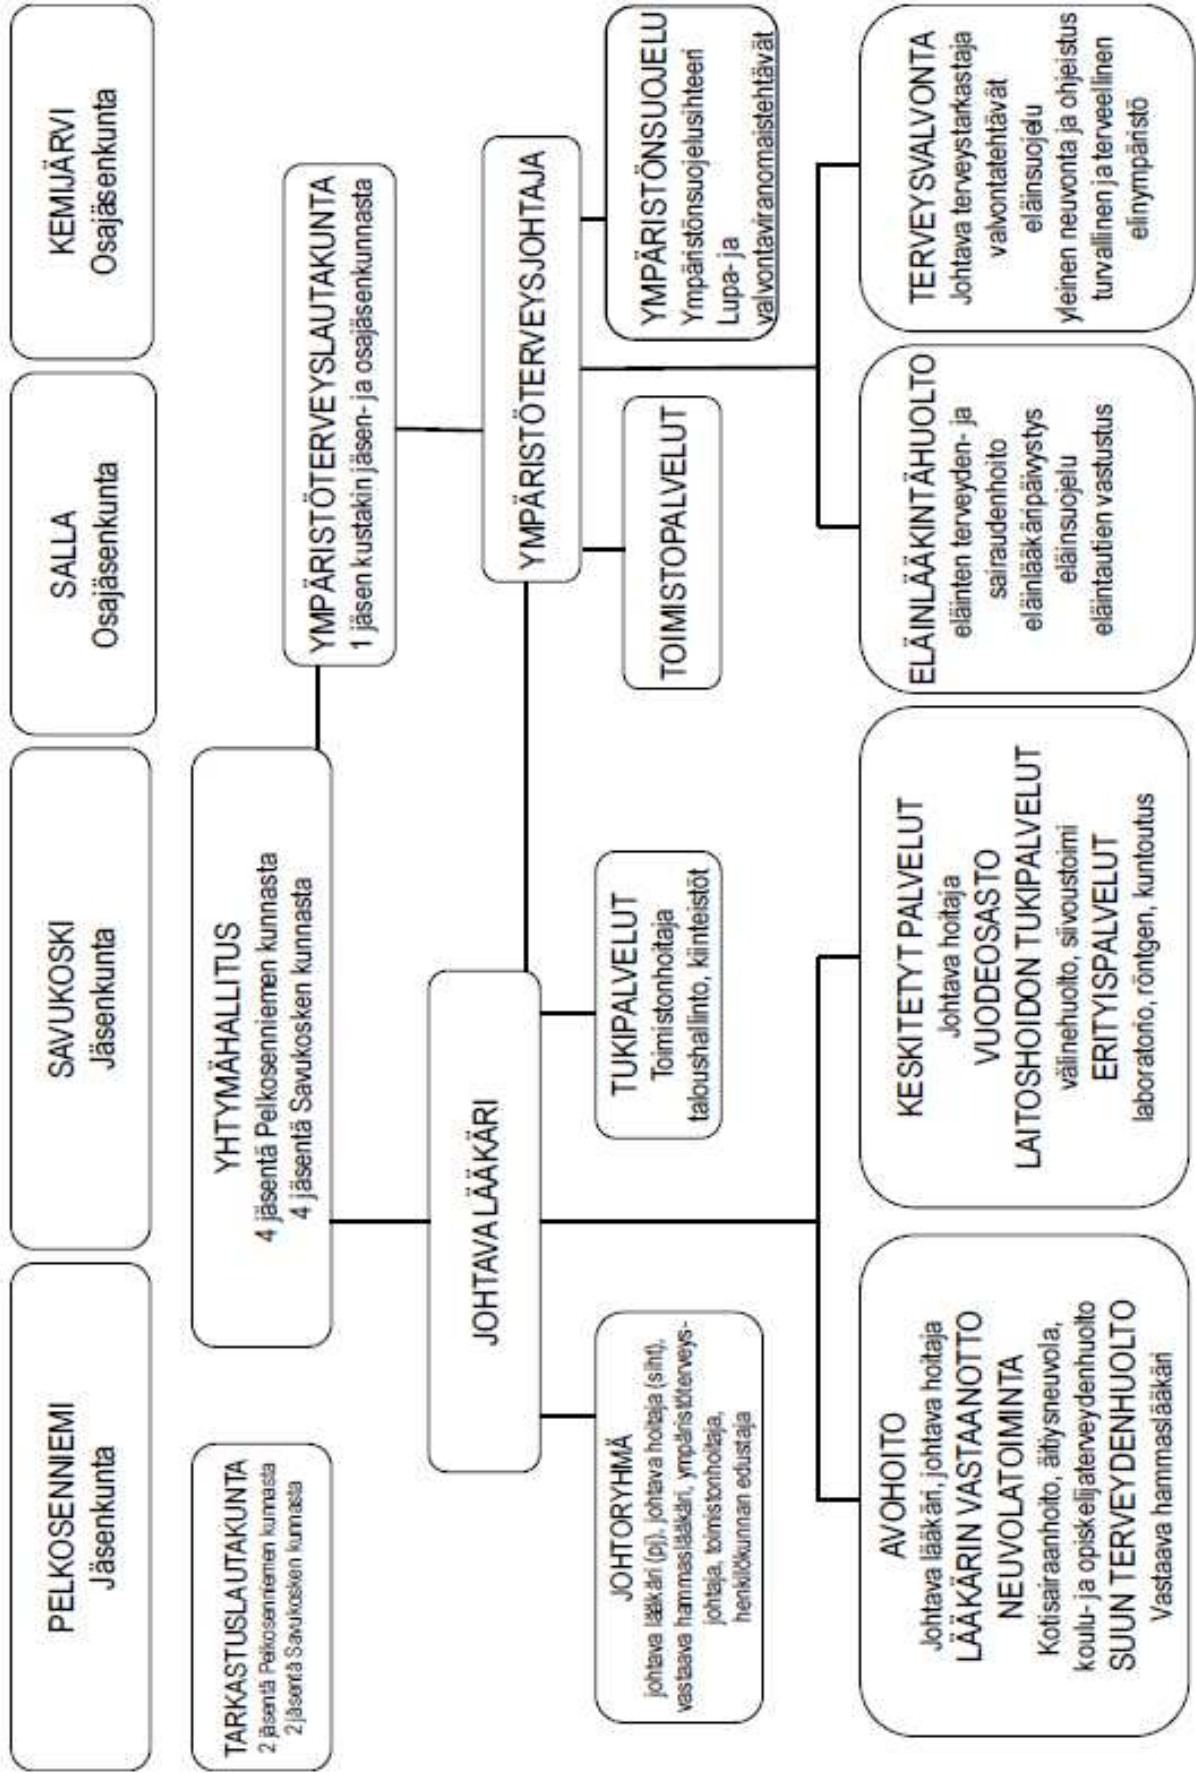 PELKOSENNIEMI
Jäsenkunta
SAVUKOSKI
Jäsenkunta
SALLA
Osajäsenkunta
KEMIJÄRVI
Osajäsenkunta
TARKASTUSLAUTAKUNTA
2 jäsentä Pelkosenniemen kunnasta
2 jäsentä Savukosken kunnasta
YHTYMÄHALLITUS
4 jäsentä Pelkosenniemen kunnasta
4 jäsentä Savukosken kunnasta
YMPÄRISTÖTERVEYSLAUTAKUNTA
1 jäsen kustakin jäsen- ja osajäsenkunnasta
JOHTAVA LÄÄKÄRI
YMPÄRISTÖTERVEYSJOHTAJA
JOHTORYHMÄ
johtava lääkäri (pj), johtava hoitaja (siht),
vastaava hammaslääkäri, ympäristöterveys-
johtaja, toimistonhoitaja,
henkilökunnan edustaja
TUKIPALVELUT
Toimistonhoitaja
taloushallinto, kiinteistöt
TOIMISTOPALVELUT
YMPÄRISTÖNSUOJELU
Ympäristönsuojelusihteeri
Lupa- ja
valvontaviranomaistehtävät
AVOHOITO
Johtava lääkäri, johtava hoitaja
LÄÄKÄRIN VASTAANOTTO
NEUVOLATOIMINTA
Kotisairaanhoito, äitiysneuvola,
koulu- ja opiskelijaterveydenhuolto
SUUN TERVEYDENHUOLTO
Vastaava hammaslääkäri
KESKITETYT PALVELUT
Johtava hoitaja
VUODEOSASTO
LAITOSHOIDON TUKIPALVELUT
välinehuolto, siivoustoimi
ERITYISPALVELUT
laboratorio, röntgen, kuntoutus
ELÄINLÄÄKINTÄHUOLTO
eläinten terveyden- ja
sairaudenhoito
eläinlääkäripäivystys
eläinsuojelu
eläintautien vastustus
TERVEYSVALVONTA
Johtava terveystarkastaja
valvontatehtävät
eläinsuojelu
yleinen neuvonta ja ohjeistus
turvallinen ja terveellinen
elinympäristö